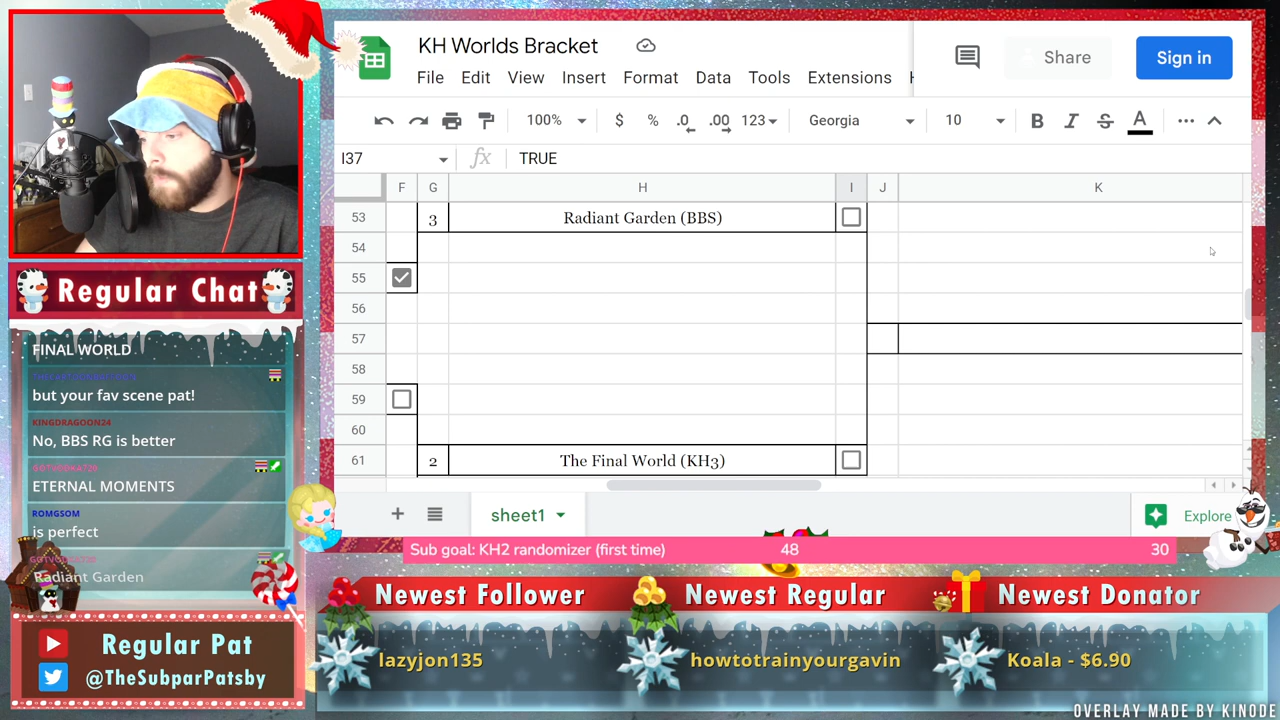 KH Worlds Bracket
File Edit View Insert Format Data Tools Extensions
Share
Sign in
100% $ % .0 .00 123 Georgia 10 B I S A
I37 fx TRUE
F G H I J K
53 3 Radiant Garden (BBS)
54
55
56
57
58
59
60
61 2 The Final World (KH3)
sheet1
Explore
Regular Chat
FINAL WORLD
but your fav scene pat!
KINGDRAGOON24
No, BBS RG is better
ETERNAL MOMENTS
ROMGSOM
is perfect
Radiant Garden
Regular Pat
@TheSubparPatsby
Sub goal: KH2 randomizer (first time) 48 30
Newest Follower
lazyjon135
Newest Regular
howtotrainyourgavin
Newest Donator
Koala - $6.90
OVERLAY MADE BY KINODE